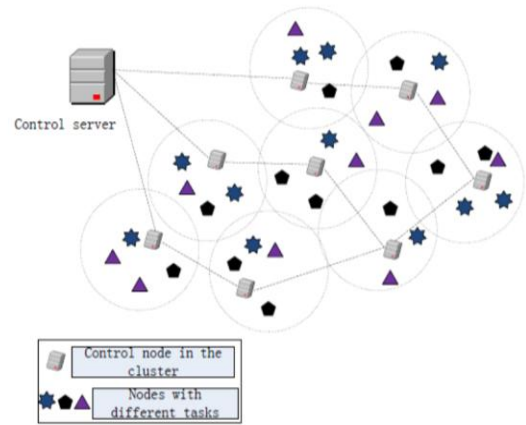 Control server
Control node in the
cluster
Nodes with
different tasks